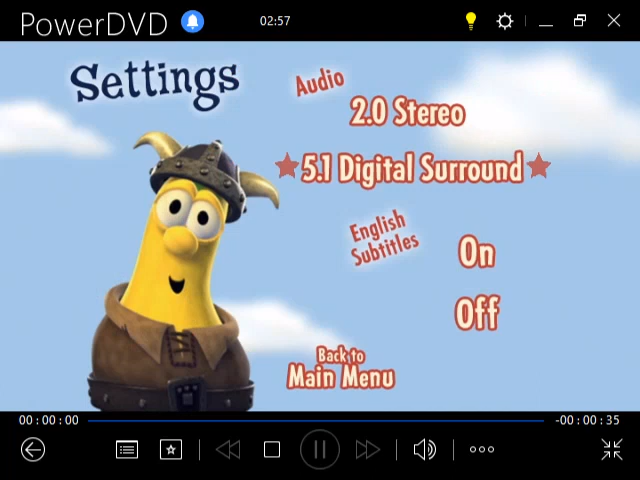 PowerDVD
02:57
Settings
Audio
2.0 Stereo
5.1 Digital Surround
English
Subtitles
On
Off
Back to
Main Menu
00:00:00
-00:00:35